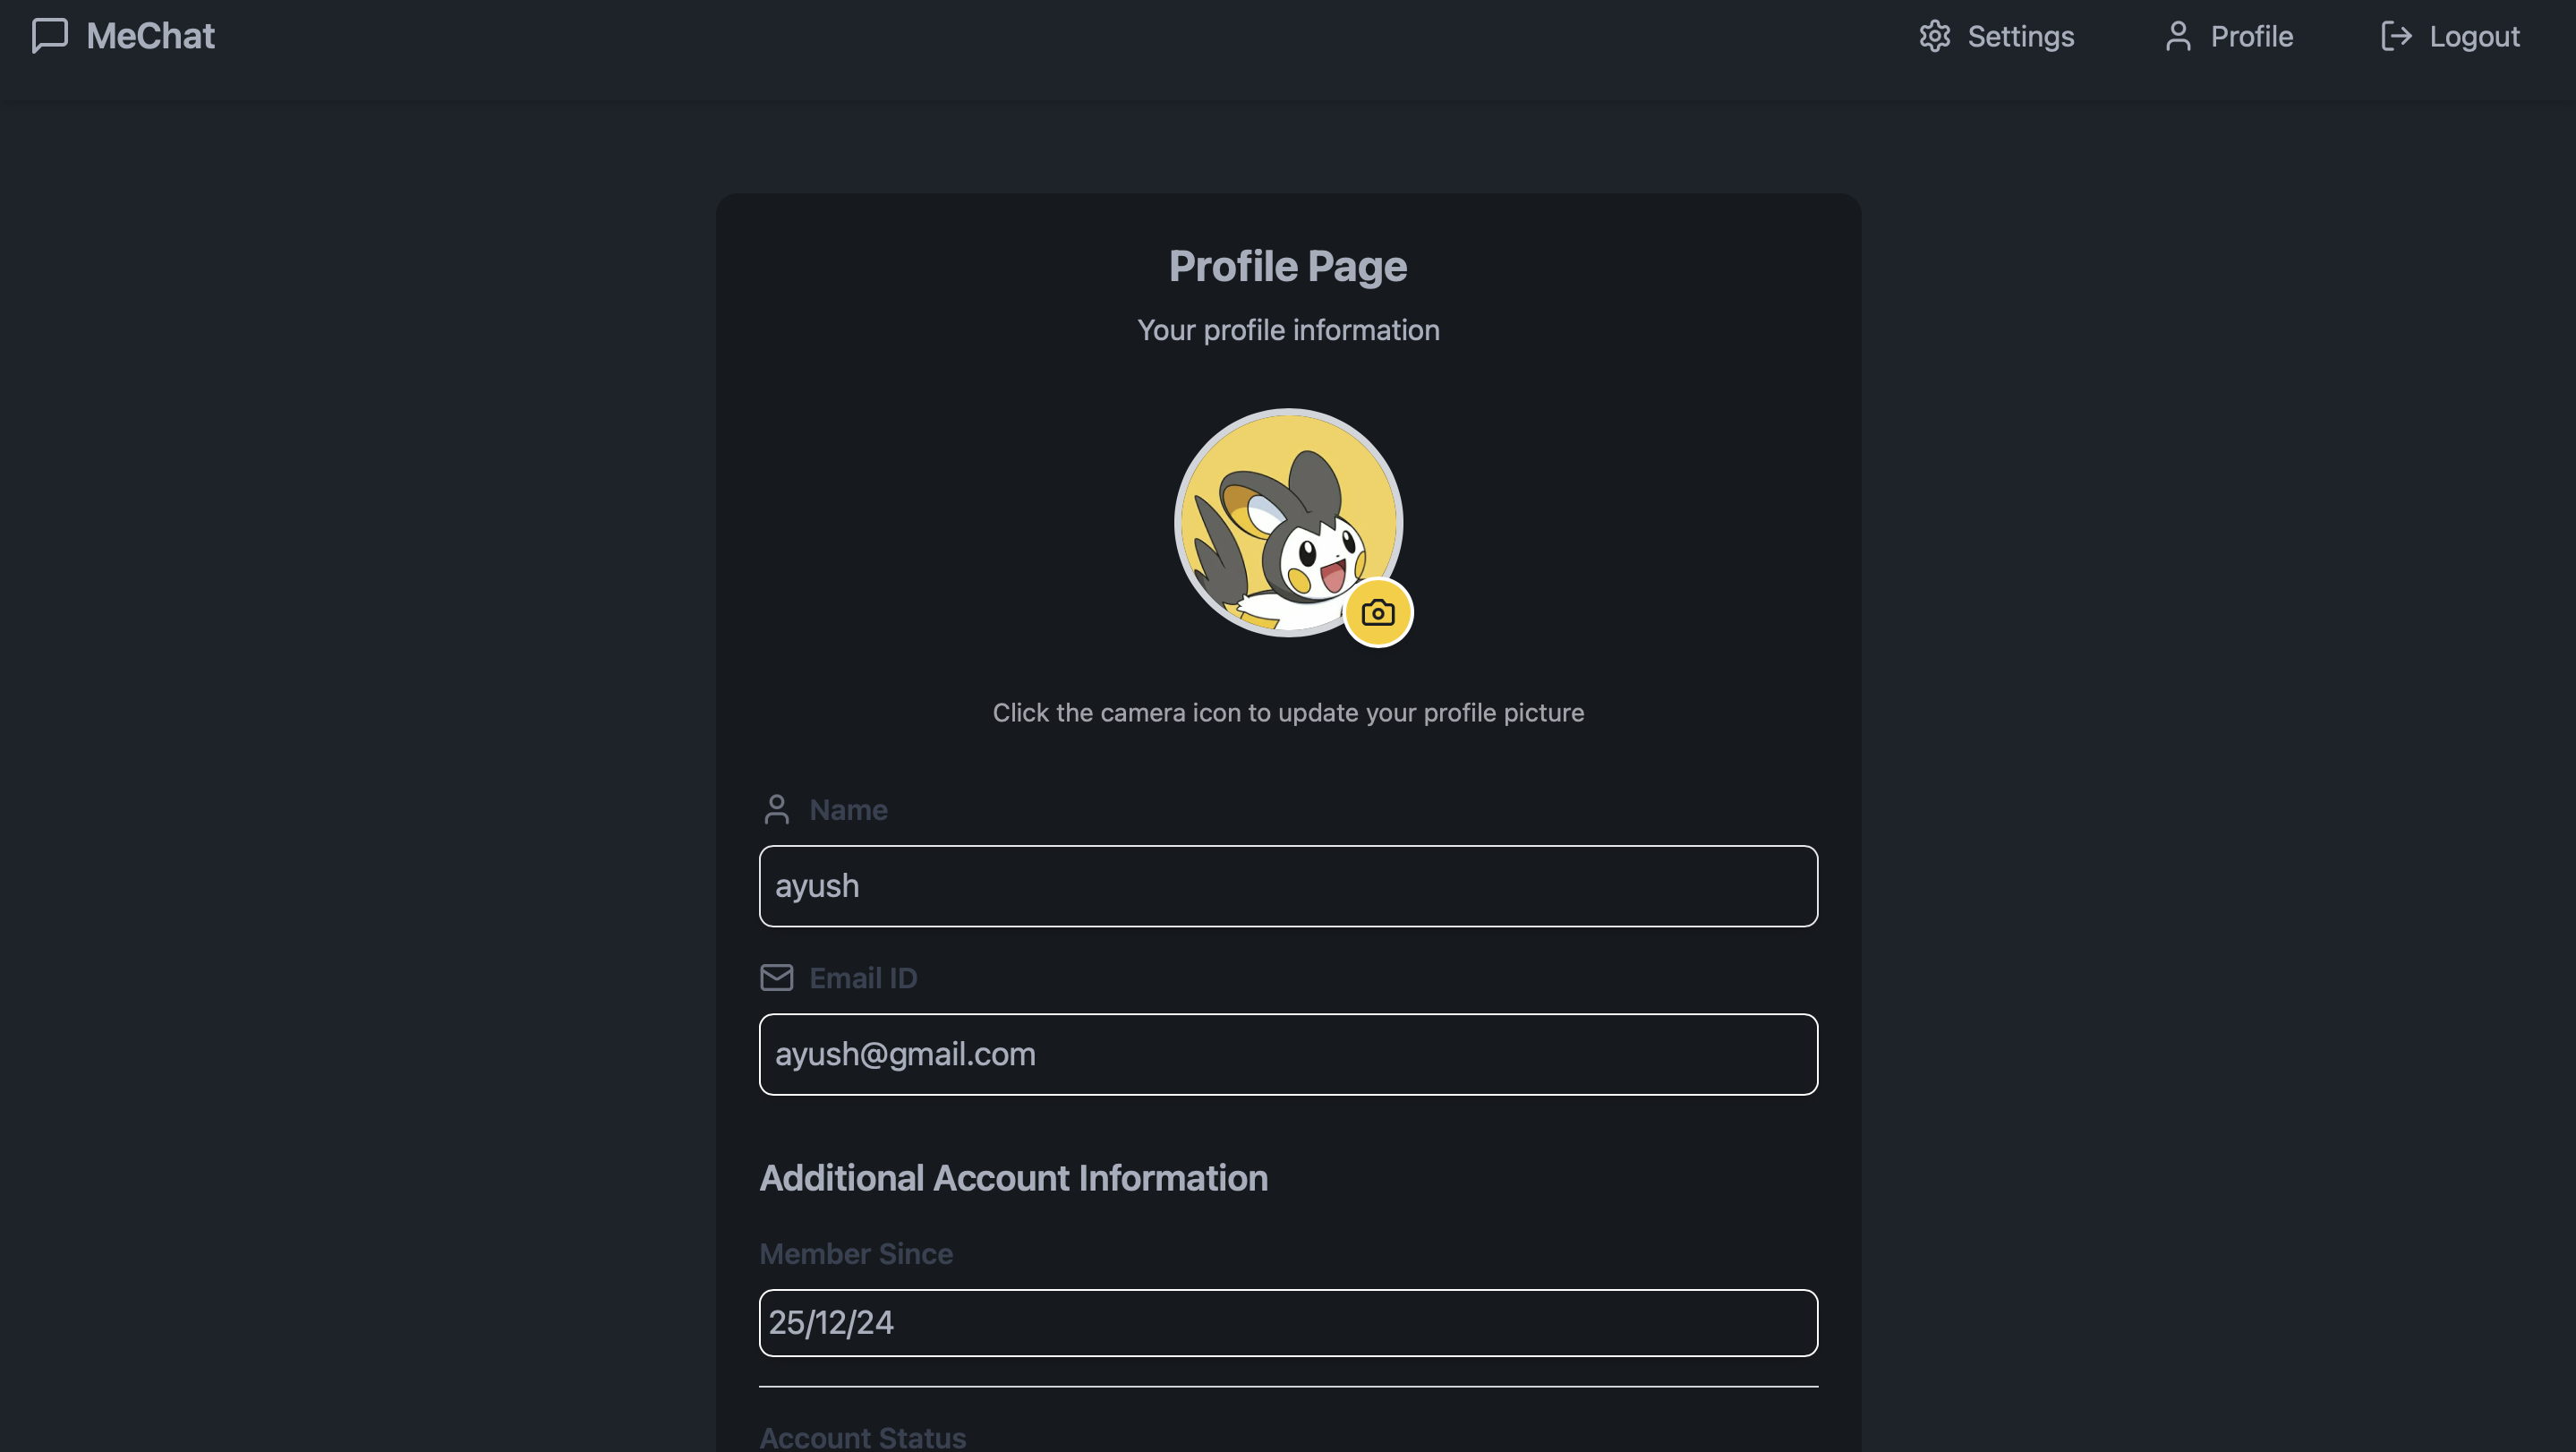 MeChat
Settings Profile Logout
Profile Page
Your profile information
Click the camera icon to update your profile picture
Name
ayush
Email ID
ayush@gmail.com
Additional Account Information
Member Since
25/12/24
Account Status